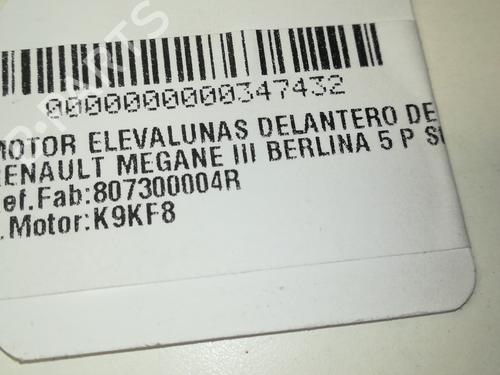 0000000000347432
MOTOR ELEVALUNAS DELANTERO DE
RENAULT MEGANE III BERLINA 5 P
ef.Fab:807300004R
.Motor:K9KF8